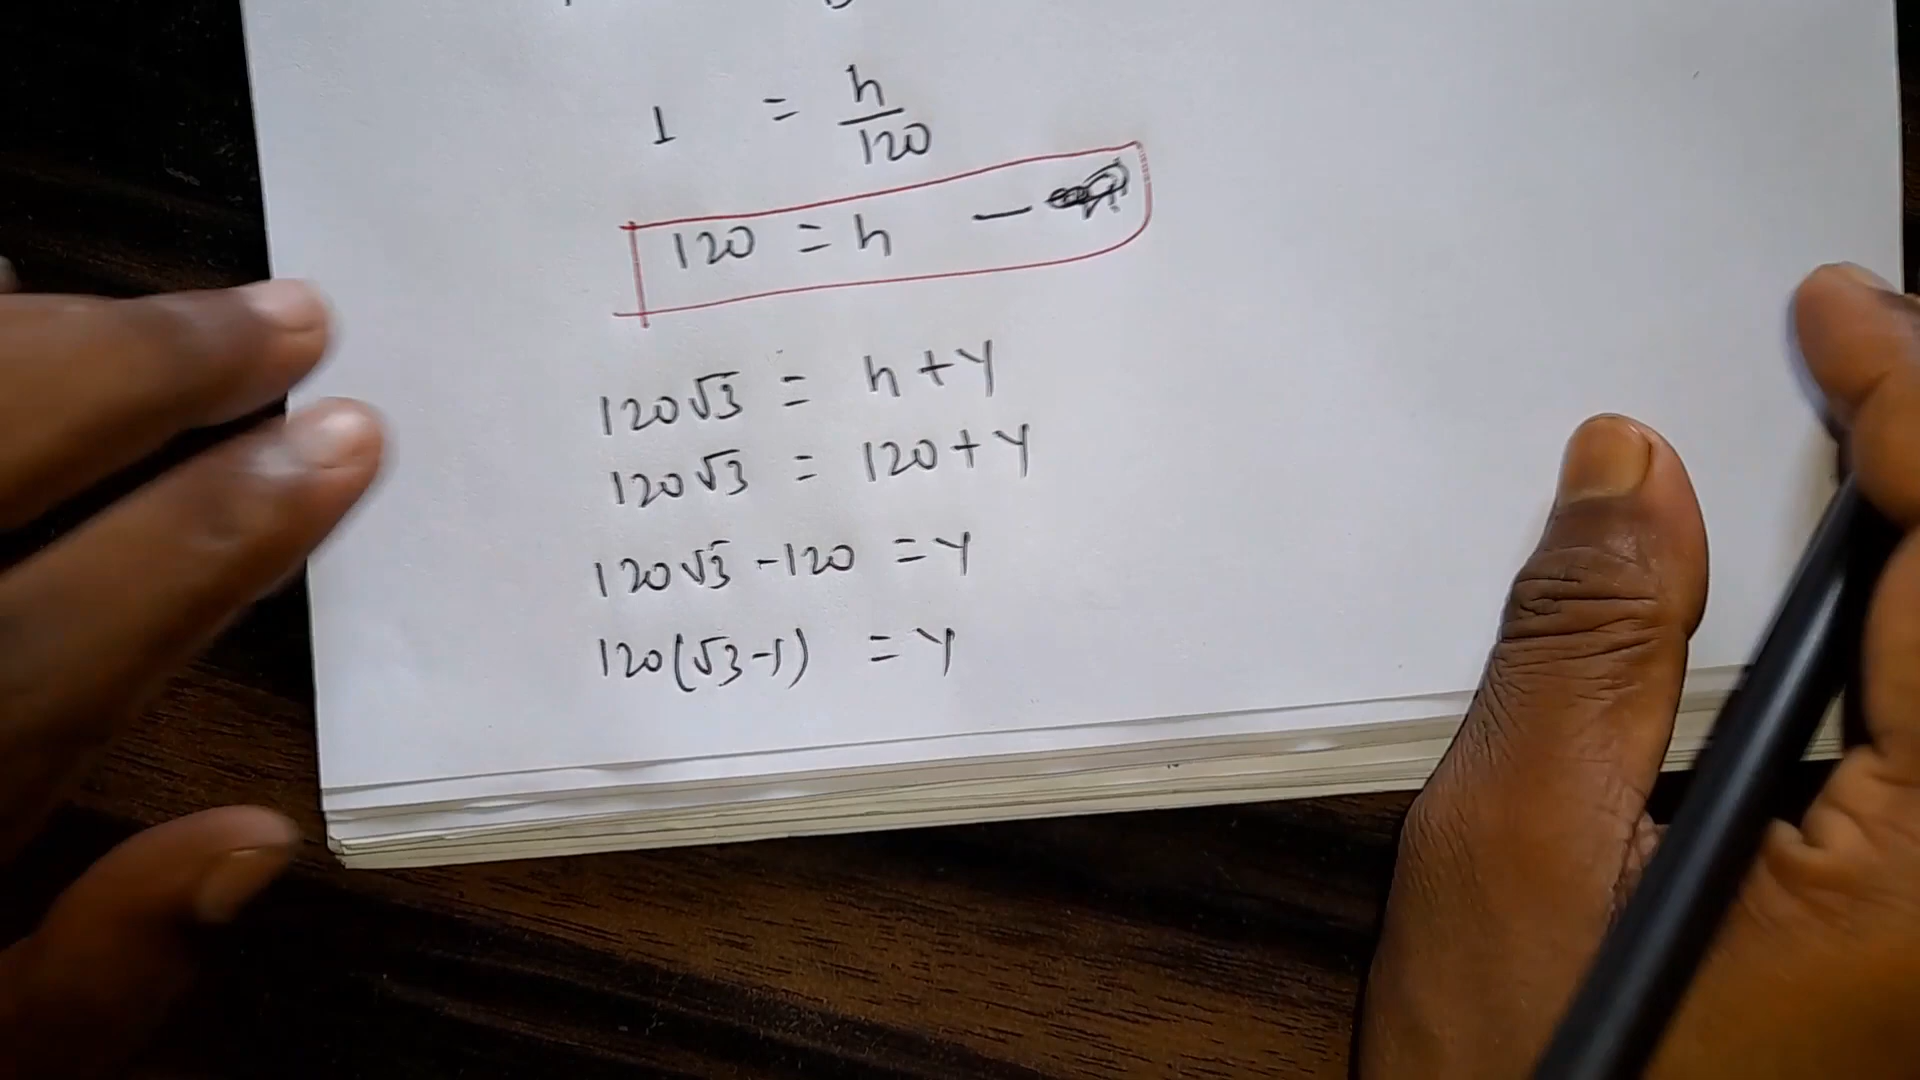 1 = h/120
120 = h —
120√3 = h+y
120√3 = 120+y
120√3 -120 = y
120(√3-1) = y